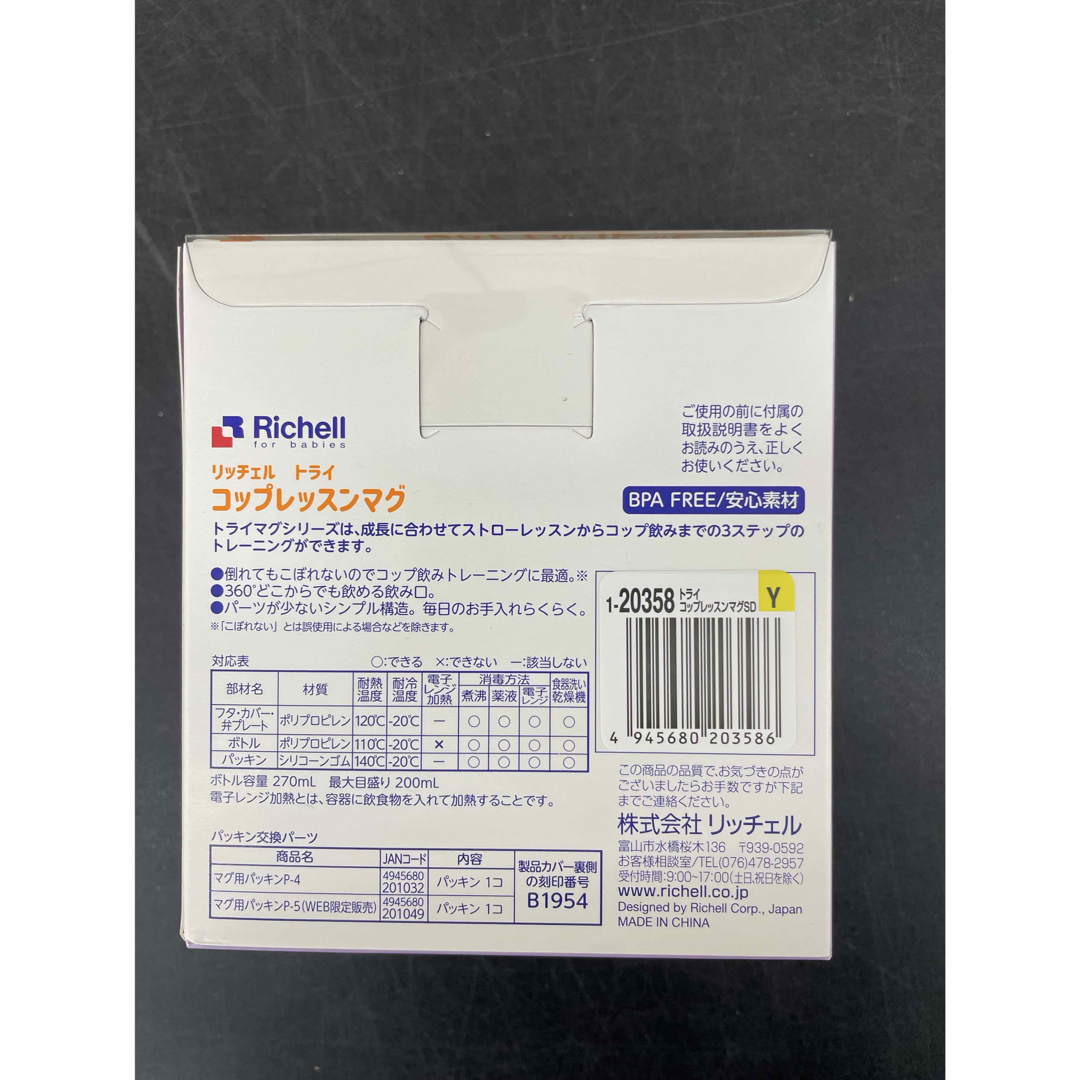 Richell
for babies
リッチェル トライ
コップレッスンマグ
ご使用の前に付属の
取扱説明書をよく
お読みのうえ、正しく
お使いください。
BPA FREE/安心素材
トライマグシリーズは、成長に合わせてストローレッスンからコップ飲みまでの3ステップの
トレーニングができます。
●倒れてもこぼれないのでコップ飲みトレーニングに最適。※
●360°どこからでも飲める飲み口。
●パーツが少ないシンプル構造。毎日のお手入れらくらく。
※「こぼれない」とは誤使用による場合などを除きます。
1-20358 トライ
コップレッスンマグSD
Y
4 945680 203586
対応表 ○:できる ×:できない ー:該当しない
部材名 材質 耐熱温度 耐冷温度 電子レンジ加熱 消毒方法 煮沸 薬液 電子レンジ 食器洗い乾燥機
フタ・カバー・弁プレート ポリプロピレン 120℃ -20℃ ー ○ ○ ○ ○
ボトル ポリプロピレン 110℃ -20℃ × ○ ○ ○ ○
パッキン シリコーンゴム 140℃ -20℃ ー ○ ○ ○ ○
ボトル容量 270mL 最大目盛り 200mL
電子レンジ加熱とは、容器に飲食物を入れて加熱することです。
パッキン交換パーツ
商品名 JANコード 内容 製品カバー裏側の刻印番号
マグ用パッキンP-4 4945680 201032 パッキン 1コ B1954
マグ用パッキンP-5(WEB限定販売) 4945680 201049 パッキン 1コ
この商品の品質で、お気づきの点が
ございましたらお手数ですが下記
までご連絡ください。
株式会社 リッチェル
富山市水橋桜木136 〒939-0592
お客様相談室/TEL(076)478-2957
受付時間:9:00~17:00(土日、祝日を除く)
www.richell.co.jp
Designed by Richell Corp., Japan
MADE IN CHINA